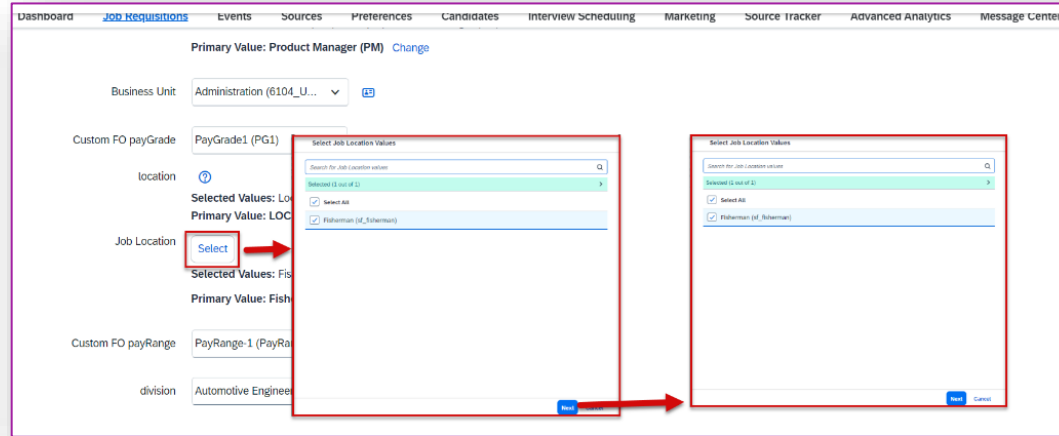 Dashboard Job Requisitions Events Sources Preferences Candidates Interview Scheduling Marketing Source Tracker Advanced Analytics Message Center
Primary Value: Product Manager (PM) Change
Business Unit Administration (6104_U...
Custom FO payGrade PayGrade1 (PG1)
location
Selected Values: Lo
Primary Value: LOC
Job Location Select
Selected Values: Fis
Primary Value: Fish
Custom FO payRange PayRange-1 (PayRa
division Automotive Engineer
Select Job Location Values
Search for Job Location values
Selected (1 out of 1)
Select All
Fisherman (sf_fisherman)
Next
Select Job Location Values
Search for Job Location values
Selected (1 out of 1)
Select All
Fisherman (sf_fisherman)
Next Cancel